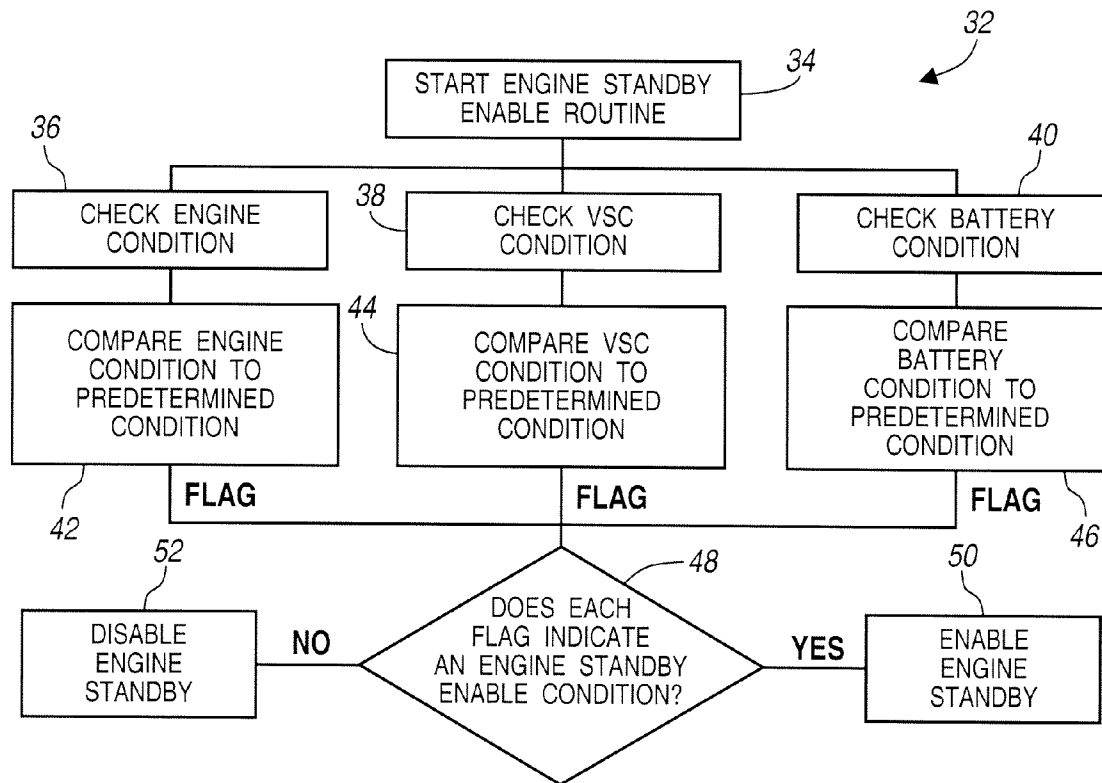 32
34
START ENGINE STANDBY
ENABLE ROUTINE
36
CHECK ENGINE
CONDITION
38
CHECK VSC
CONDITION
40
CHECK BATTERY
CONDITION
COMPARE ENGINE
CONDITION TO
PREDETERMINED
CONDITION
42
44
COMPARE VSC
CONDITION TO
PREDETERMINED
CONDITION
COMPARE
BATTERY
CONDITION TO
PREDETERMINED
CONDITION
46
FLAG
FLAG
FLAG
48
DOES EACH
FLAG INDICATE
AN ENGINE STANDBY
ENABLE CONDITION?
52
DISABLE
ENGINE
STANDBY
NO
YES
50
ENABLE
ENGINE
STANDBY